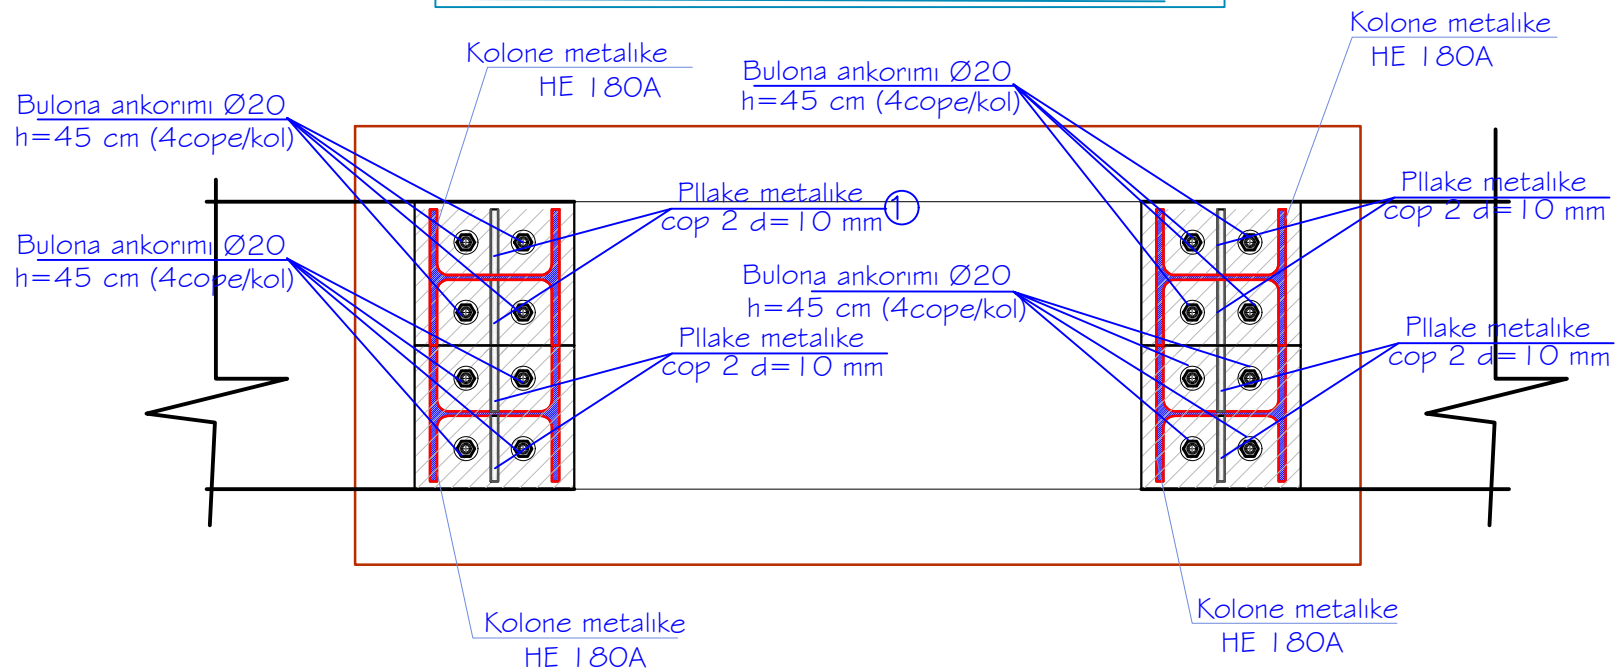 Kolone metalike
HE 180A
Kolone metalike
HE 180A
Bulona ankorimi Ø20
h=45 cm (4cope/kol)
Bulona ankorimi Ø20
h=45 cm (4cope/kol)
Pllake metalike
cop 2 d=10 mm
1
Pllake metalike
cop 2 d=10 mm
Bulona ankorimi Ø20
h=45 cm (4cope/kol)
Bulona ankorimi Ø20
h=45 cm (4cope/kol)
Pllake metalike
cop 2 d=10 mm
Pllake metalike
cop 2 d=10 mm
Kolone metalike
HE 180A
Kolone metalike
HE 180A